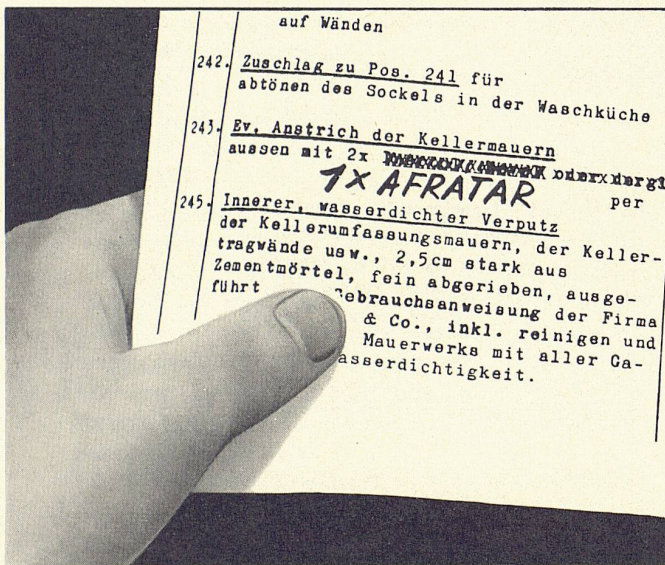 auf Wänden
242. Zuschlag zu Pos. 241 für
abtönen des Sockels in der Waschküche
243. Ev. Anstrich der Kellermauern
aussen mit 2x oder dergl
1X AFRATAR per
245. Innerer, wasserdichter Verputz
der Kellerumfassungsmauern, der Keller-
tragwände usw., 2,5cm stark aus
Zementmörtel, fein abgerieben, ausge-
führt Gebrauchsanweisung der Firma
& Co., inkl. reinigen und
Mauerwerks mit aller Ga-
asserdichtigkeit.